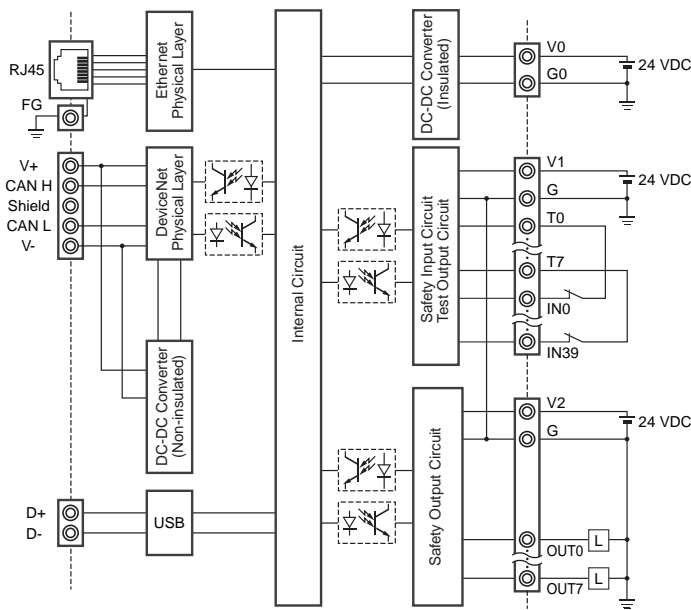 RJ45
FG
V+
CAN H
Shield
CAN L
V-
D+
D-
Ethernet
Physical Layer
DeviceNet
Physical Layer
DC-DC Converter
(Non-insulated)
USB
Internal Circuit
DC-DC Converter
(Insulated)
Safety Input Circuit
Test Output Circuit
Safety Output Circuit
V0
G0
24 VDC
V1
G
24 VDC
T0
T7
IN0
IN39
V2
G
24 VDC
OUT0
L
OUT7
L